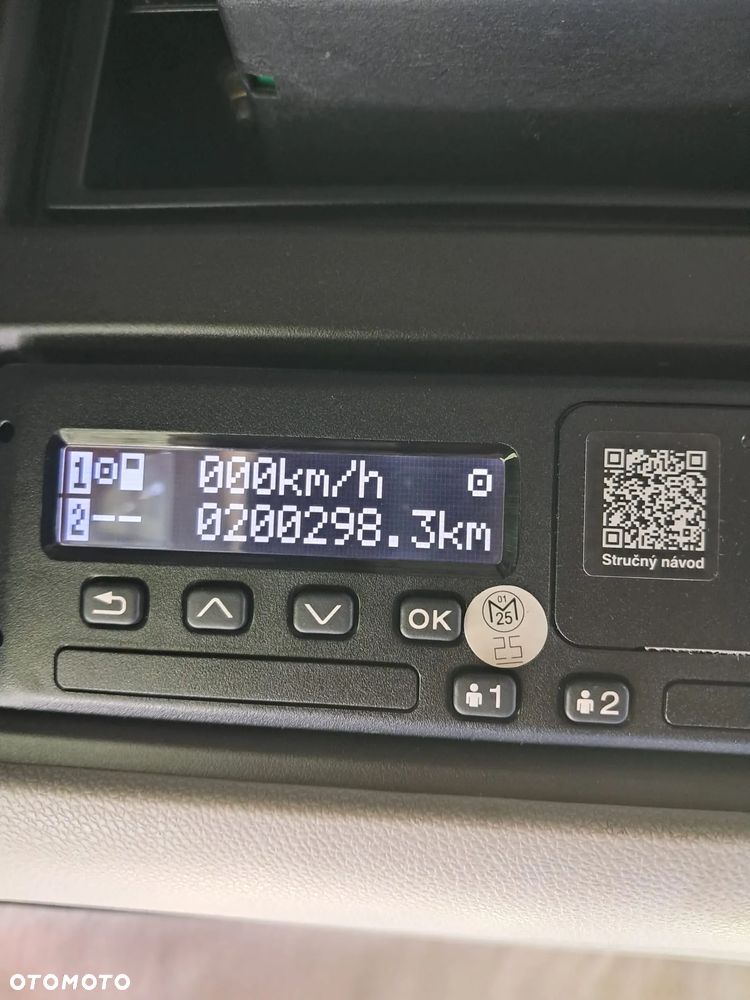 1 000km/h
2-- 0200298.3km
Stručný návod
OK
01
M
25
25
1
2
OTOMOTO